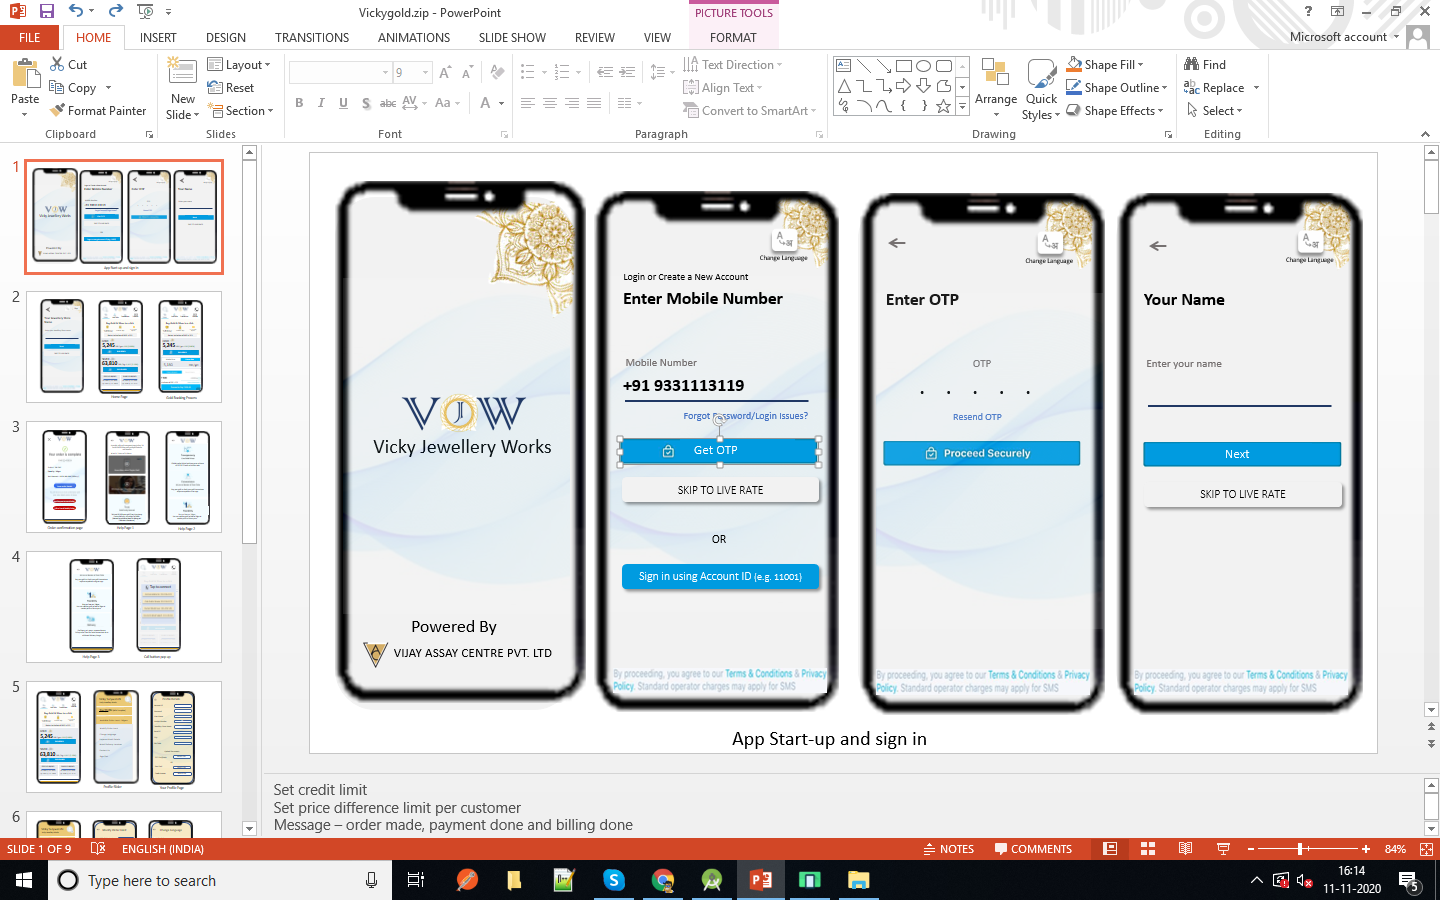 Vickygold.zip - PowerPoint
PICTURE TOOLS
FILE
HOME
INSERT
DESIGN
TRANSITIONS
ANIMATIONS
SLIDE SHOW
REVIEW
VIEW
FORMAT
Microsoft account
Paste
Cut
Copy
Format Painter
Clipboard
New
Slide
Layout
Reset
Section
Slides
9
B I U S abc AV Aa A
Font
Text Direction
Align Text
Convert to SmartArt
Paragraph
Arrange
Quick
Styles
Shape Fill
Shape Outline
Shape Effects
Drawing
Find
Replace
Select
Editing
1
2
3
4
5
6
VJW
Vicky Jewellery Works
Powered By
VIJAY ASSAY CENTRE PVT. LTD
Change Language
Login or Create a New Account
Enter Mobile Number
Mobile Number
+91 9331113119
Forgot Password/Login Issues?
Get OTP
SKIP TO LIVE RATE
OR
Sign in using Account ID (e.g. 11001)
By proceeding, you agree to our Terms & Conditions & Privacy
Policy. Standard operator charges may apply for SMS
Change Language
Enter OTP
OTP
. . . . .
Resend OTP
Proceed Securely
By proceeding, you agree to our Terms & Conditions & Privacy
Policy. Standard operator charges may apply for SMS
Change Language
Your Name
Enter your name
Next
SKIP TO LIVE RATE
By proceeding, you agree to our Terms & Conditions & Privacy
Policy. Standard operator charges may apply for SMS
App Start-up and sign in
Set credit limit
Set price difference limit per customer
Message – order made, payment done and billing done
SLIDE 1 OF 9
ENGLISH (INDIA)
NOTES
COMMENTS
84%
Type here to search
16:14
11-11-2020
5